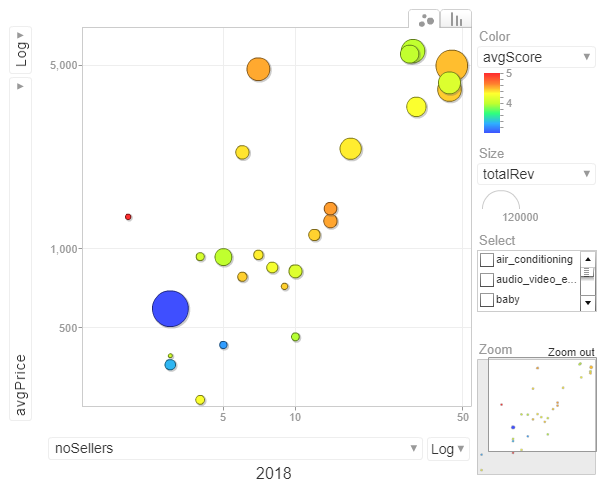 Log
avgPrice
5,000
1,000
500
5
10
50
noSellers
Log
2018
Color
avgScore
5
4
Size
totalRev
120000
Select
air_conditioning
audio_video_e...
baby
Zoom
Zoom out